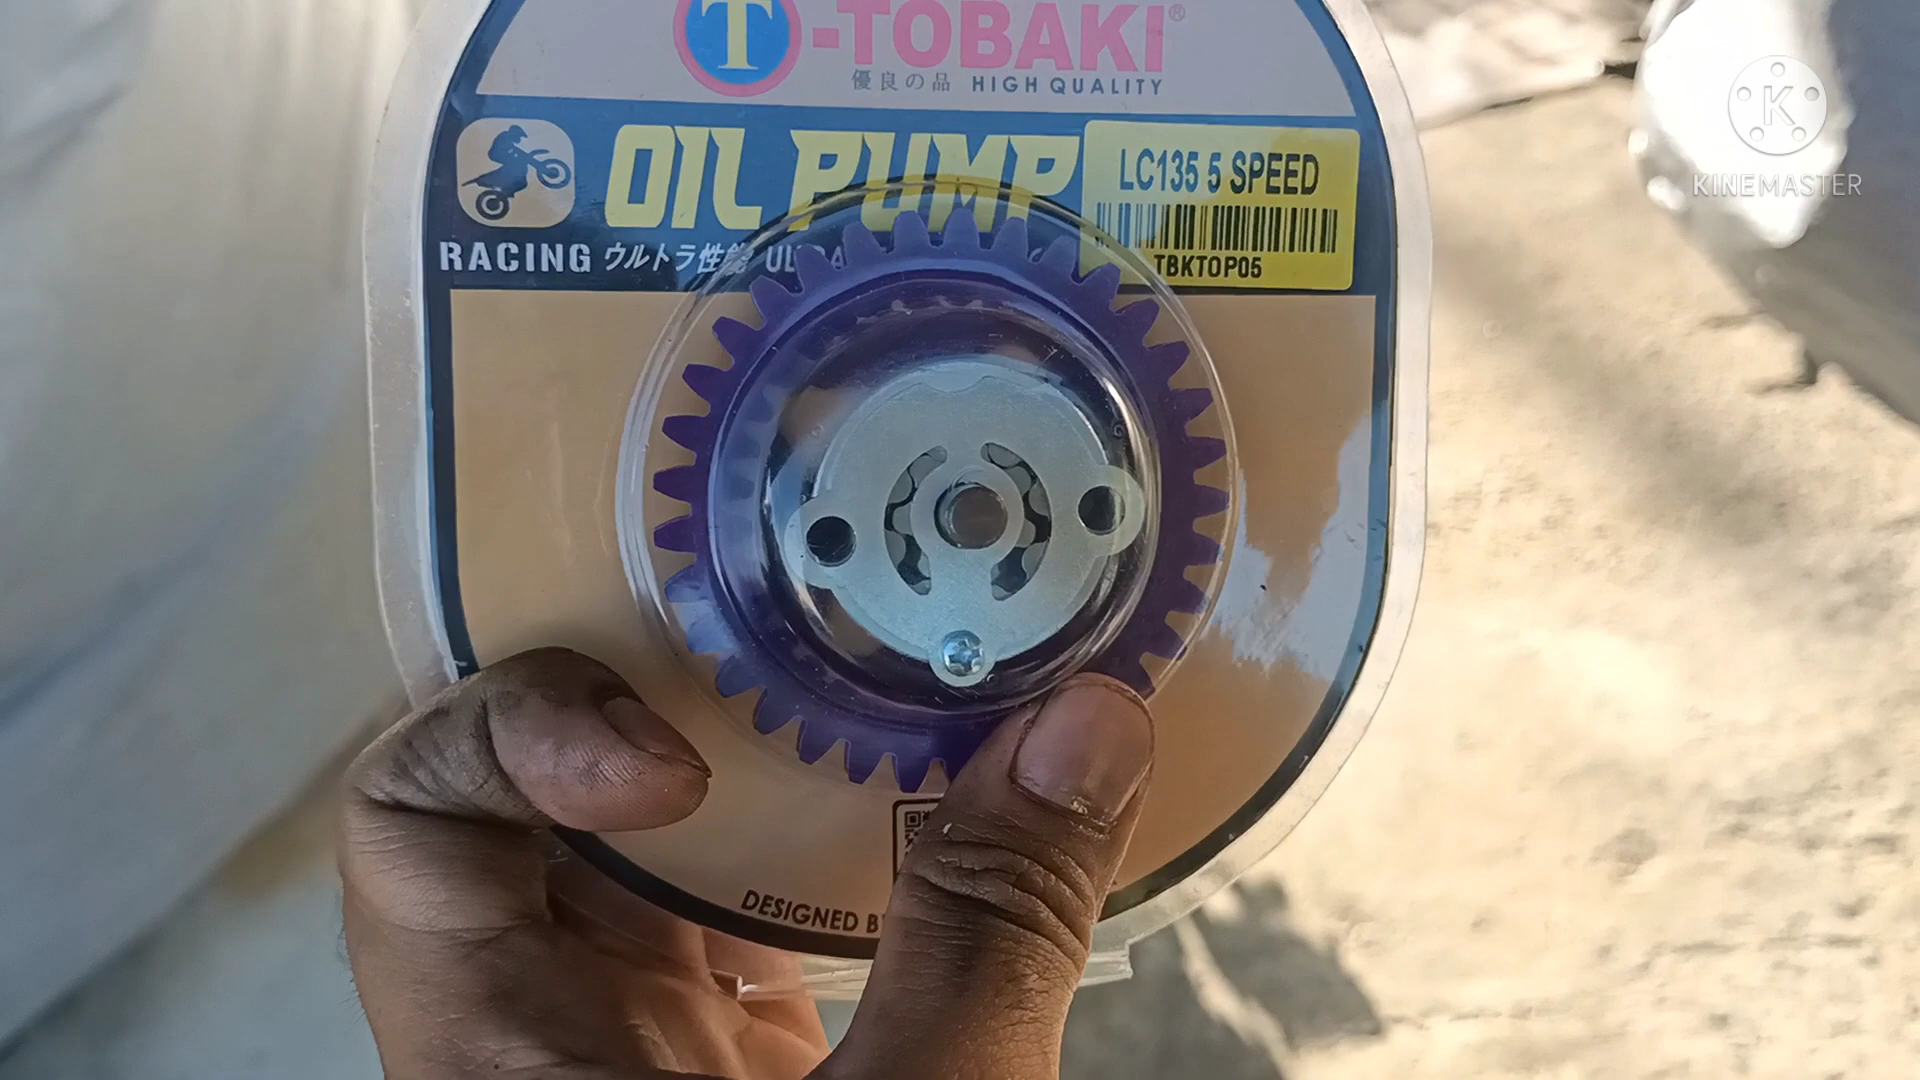 T-TOBAKI®
優良の品 HIGH QUALITY
OIL PUMP
LC135 5 SPEED
TBKTOP05
RACING ウルトラ性能 ULTRA
DESIGNED
K
KINEMASTER